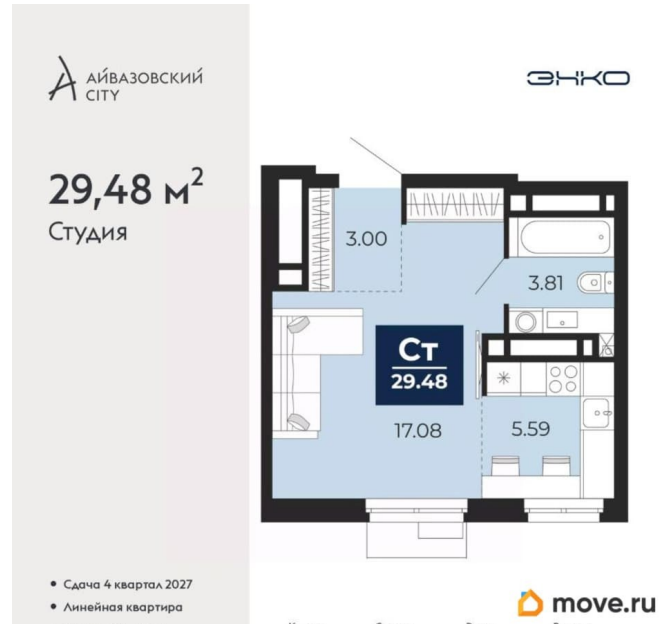 АЙВАЗОВСКИЙ
CITY
ЭНКО
29,48 м²
Студия
3.00
3.81
Ст
29.48
17.08
5.59
• Сдача 4 квартал 2027
• Линейная квартира
move.ru